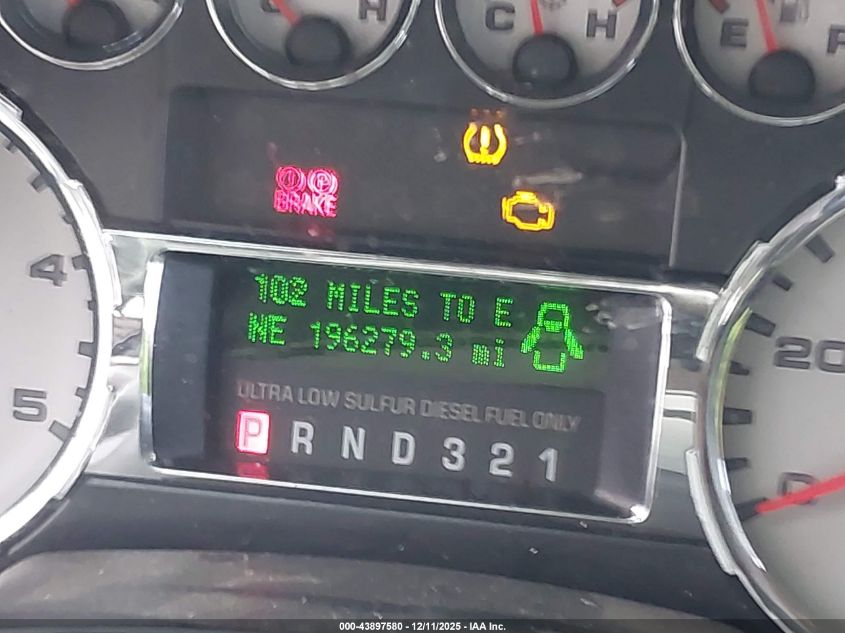 C H
C H
E F
BRAKE
4
5
102 MILES TO E
NE 196279.3 mi
ULTRA LOW SULFUR DIESEL FUEL ONLY
P R N D 3 2 1
20
0
000-43897580 - 12/11/2025 - IAA Inc.